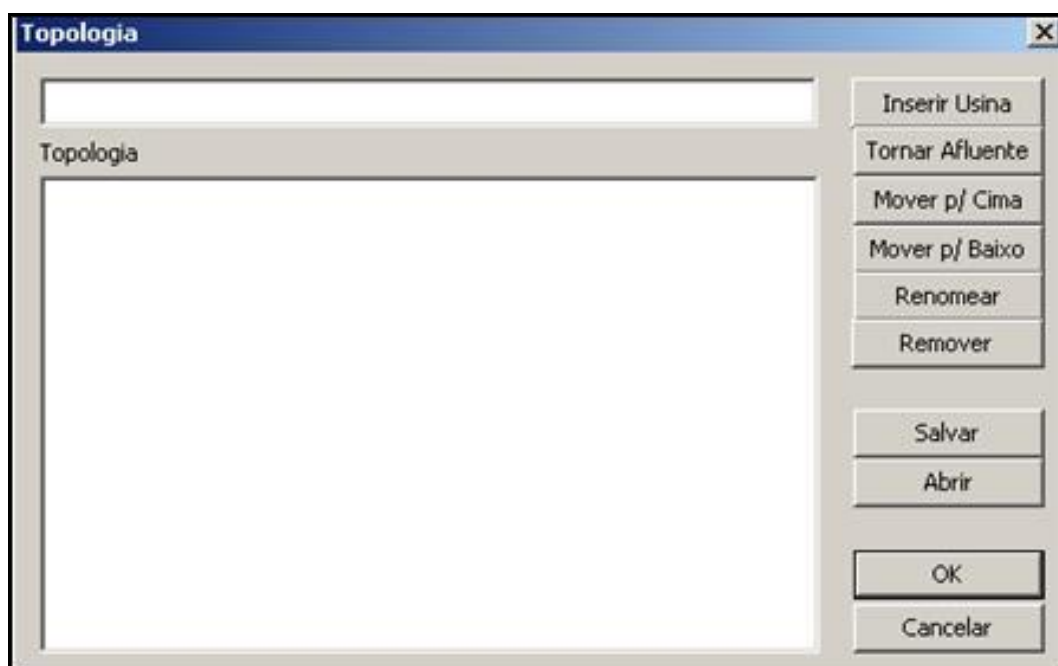 Topologia
Inserir Usina
Topologia
Tornar Afluente
Mover p/ Cima
Mover p/ Baixo
Renomear
Remover
Salvar
Abrir
OK
Cancelar